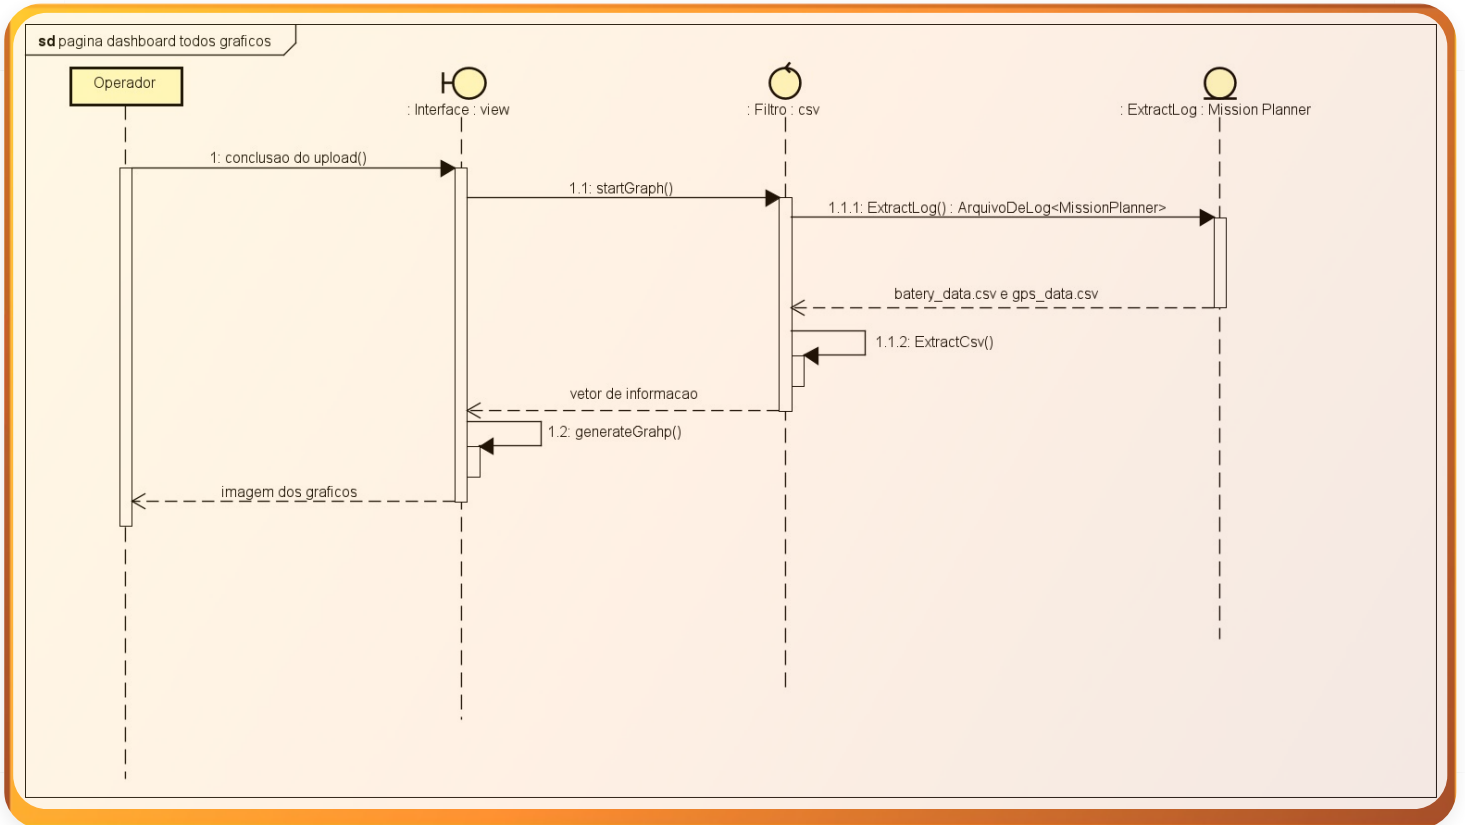 sd pagina dashboard todos graficos
Operador
: Interface : view
: Filtro : csv
: ExtractLog : Mission Planner
1: conclusao do upload()
1.1: startGraph()
1.1.1: ExtractLog() : ArquivoDeLog<MissionPlanner>
batery_data.csv e gps_data.csv
1.1.2: ExtractCsv()
vetor de informacao
1.2: generateGrahp()
imagem dos graficos